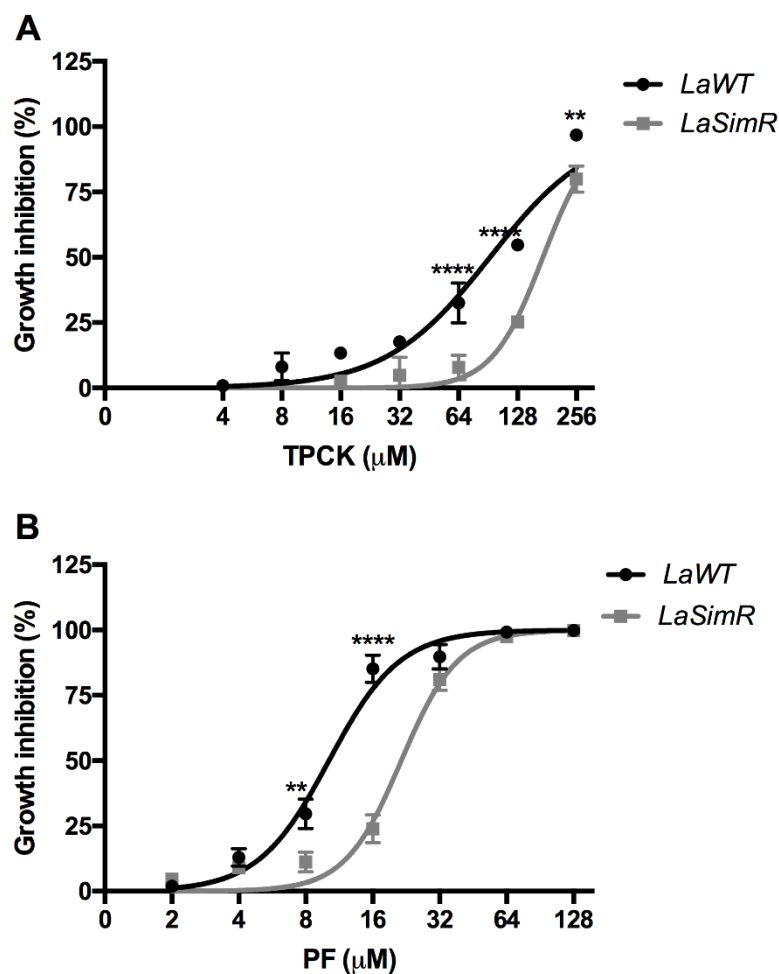 A
125
100
75
50
25
0
Growth inhibition (%)
0 4 8 16 32 64 128 256
TPCK (μM)
**** **** **
LaWT
LaSimR
B
125
100
75
50
25
0
Growth inhibition (%)
0 2 4 8 16 32 64 128
PF (μM)
** ****
LaWT
LaSimR